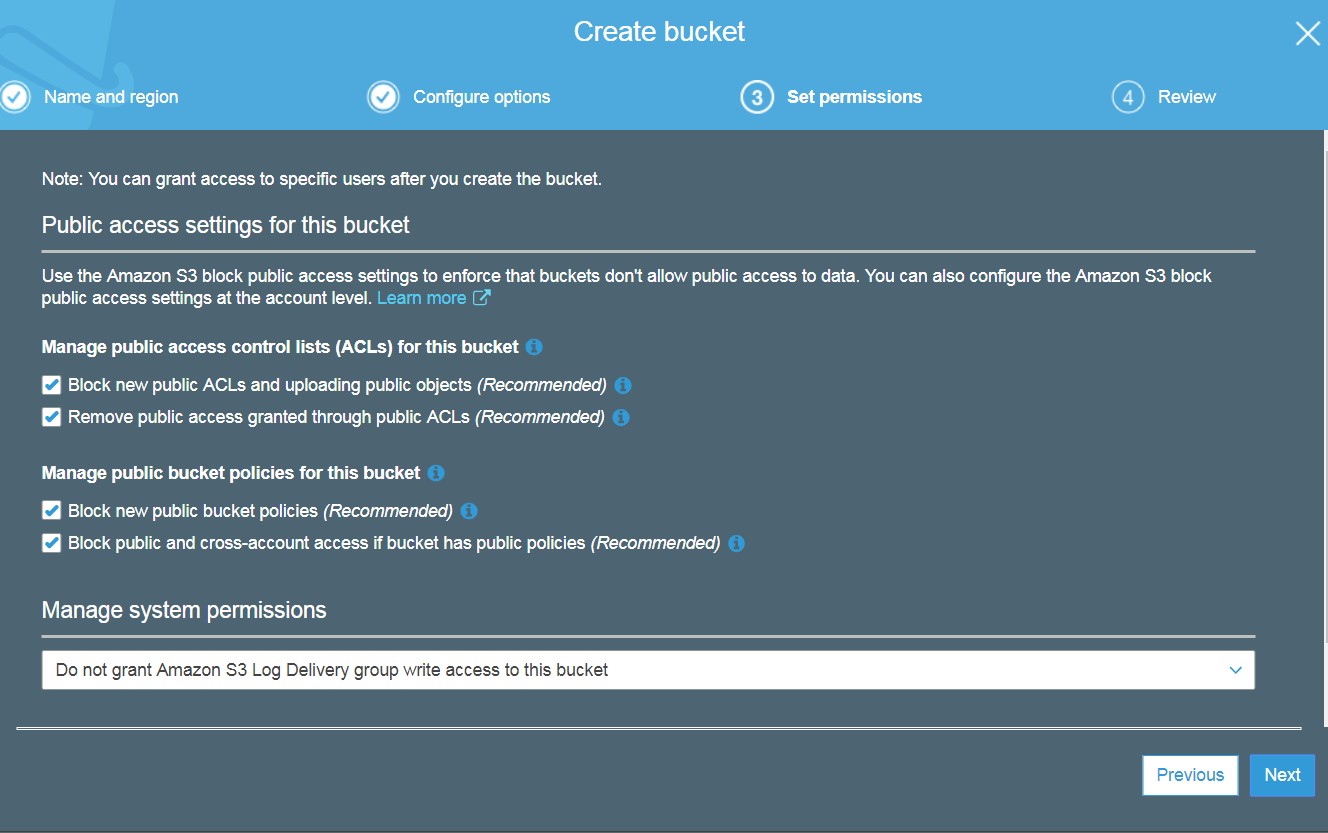 Create bucket
Name and region
Configure options
3 Set permissions
4 Review
Note: You can grant access to specific users after you create the bucket.
Public access settings for this bucket
Use the Amazon S3 block public access settings to enforce that buckets don't allow public access to data. You can also configure the Amazon S3 block
public access settings at the account level. Learn more
Manage public access control lists (ACLs) for this bucket
Block new public ACLs and uploading public objects (Recommended)
Remove public access granted through public ACLs (Recommended)
Manage public bucket policies for this bucket
Block new public bucket policies (Recommended)
Block public and cross-account access if bucket has public policies (Recommended)
Manage system permissions
Do not grant Amazon S3 Log Delivery group write access to this bucket
Previous
Next